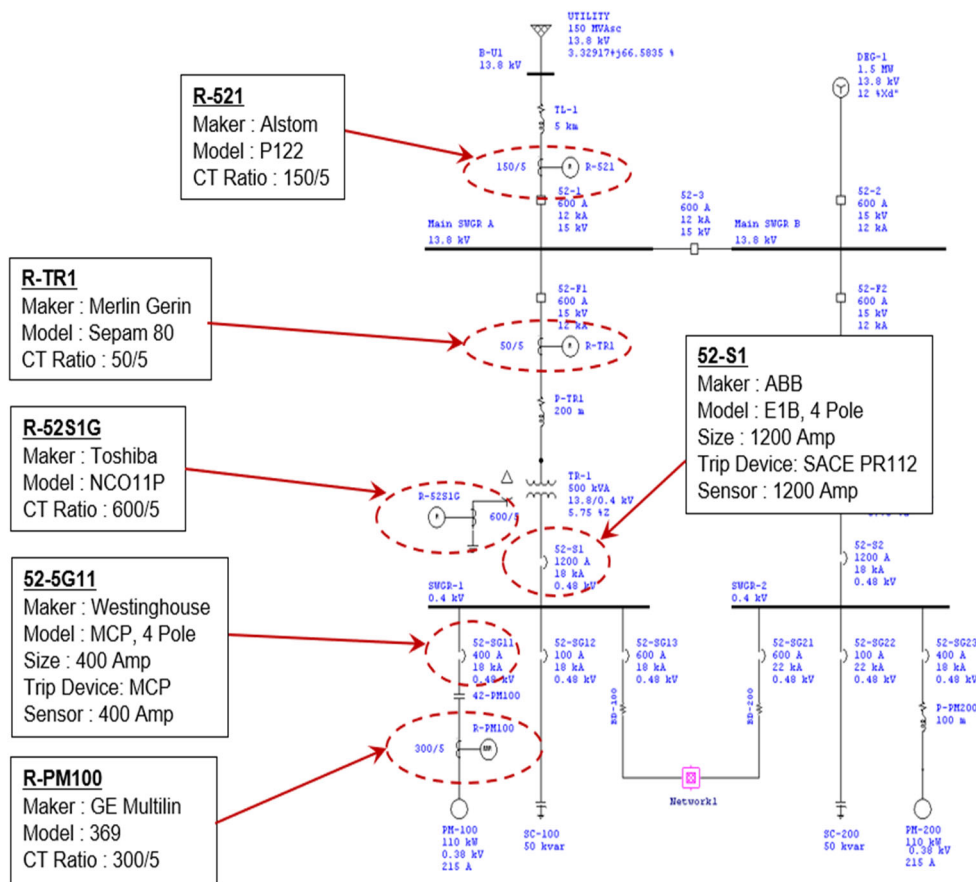 UTILITY
150 MVAsc
13.8 kV
3.32917+j66.5835 %
B-U1
13.8 kV
DEG-1
1.5 MW
13.8 kV
12 %Xd"
R-521
Maker : Alstom
Model : P122
CT Ratio : 150/5
TL-1
5 km
150/5
R
R-521
52-1
600 A
12 kA
15 kV
52-3
600 A
12 kA
15 kV
52-2
600 A
15 kV
12 kA
Main SWGR A
13.8 kV
Main SWGR B
13.8 kV
R-TR1
Maker : Merlin Gerin
Model : Sepam 80
CT Ratio : 50/5
52-F1
600 A
15 kV
12 kA
52-F2
600 A
15 kV
12 kA
50/5
R
R-TR1
52-S1
Maker : ABB
Model : E1B, 4 Pole
Size : 1200 Amp
Trip Device: SACE PR112
Sensor : 1200 Amp
P-TR1
200 m
R-52S1G
Maker : Toshiba
Model : NCO11P
CT Ratio : 600/5
TR-1
500 kVA
13.8/0.4 kV
5.75 %Z
R-52S1G
R
600/5
52-S1
1200 A
18 kA
0.48 kV
52-S2
1200 A
18 kA
0.48 kV
52-5G11
Maker : Westinghouse
Model : MCP, 4 Pole
Size : 400 Amp
Trip Device: MCP
Sensor : 400 Amp
SWGR-1
0.4 kV
SWGR-2
0.4 kV
52-SG11
400 A
18 kA
0.48 kV
52-SG12
100 A
18 kA
0.48 kV
52-SG13
600 A
18 kA
0.48 kV
52-SG21
600 A
22 kA
0.48 kV
52-SG22
100 A
22 kA
0.48 kV
52-SG23
400 A
18 kA
0.48 kV
42-PM100
BD-100
BD-200
P-PM200
100 m
R-PM100
300/5
R-PM100
Maker : GE Multilin
Model : 369
CT Ratio : 300/5
Network1
PM-100
110 kW
0.38 kV
215 A
SC-100
50 kvar
SC-200
50 kvar
PM-200
110 kW
0.38 kV
215 A